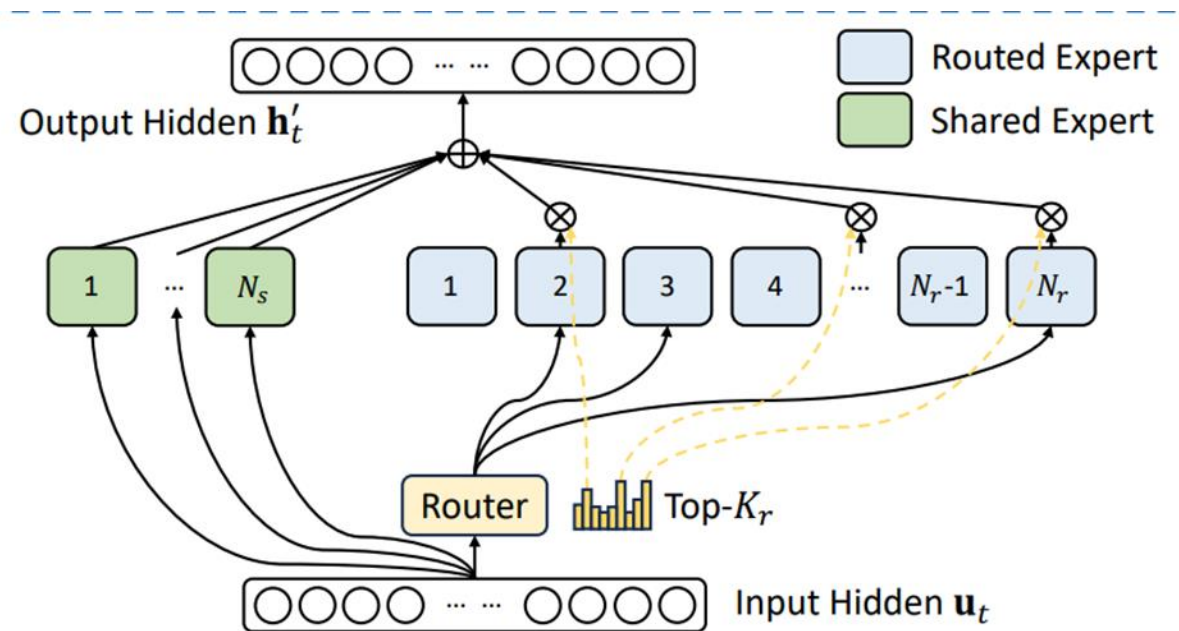 ... ...
Routed Expert
Shared Expert
Output Hidden h′ₜ
1
...
Nₛ
1
2
3
4
...
Nᵣ-1
Nᵣ
Router
Top-Kᵣ
... ...
Input Hidden uₜ